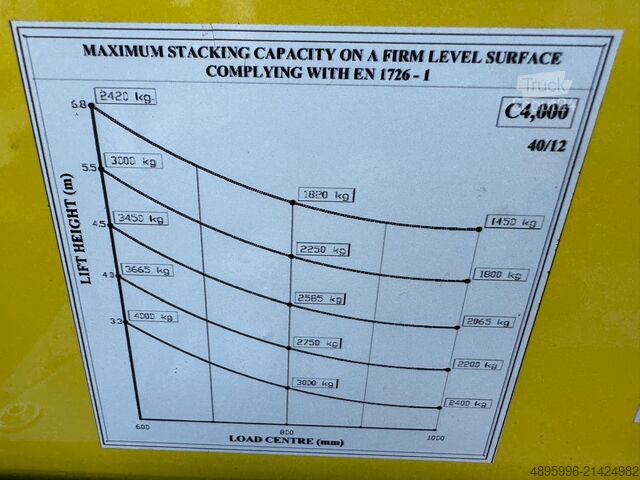 MAXIMUM STACKING CAPACITY ON A FIRM LEVEL SURFACE
COMPLYING WITH EN 1726 - 1
Truck
C4,000
40/12
LIFT HEIGHT (m)
6.8
2420 kg
1820 kg
1450 kg
5.5
3000 kg
2250 kg
1800 kg
4.5
3450 kg
2585 kg
2065 kg
3665 kg
2750 kg
2200 kg
3.3
4000 kg
3000 kg
2400 kg
600
800
1000
LOAD CENTRE (mm)
4895996-21424982